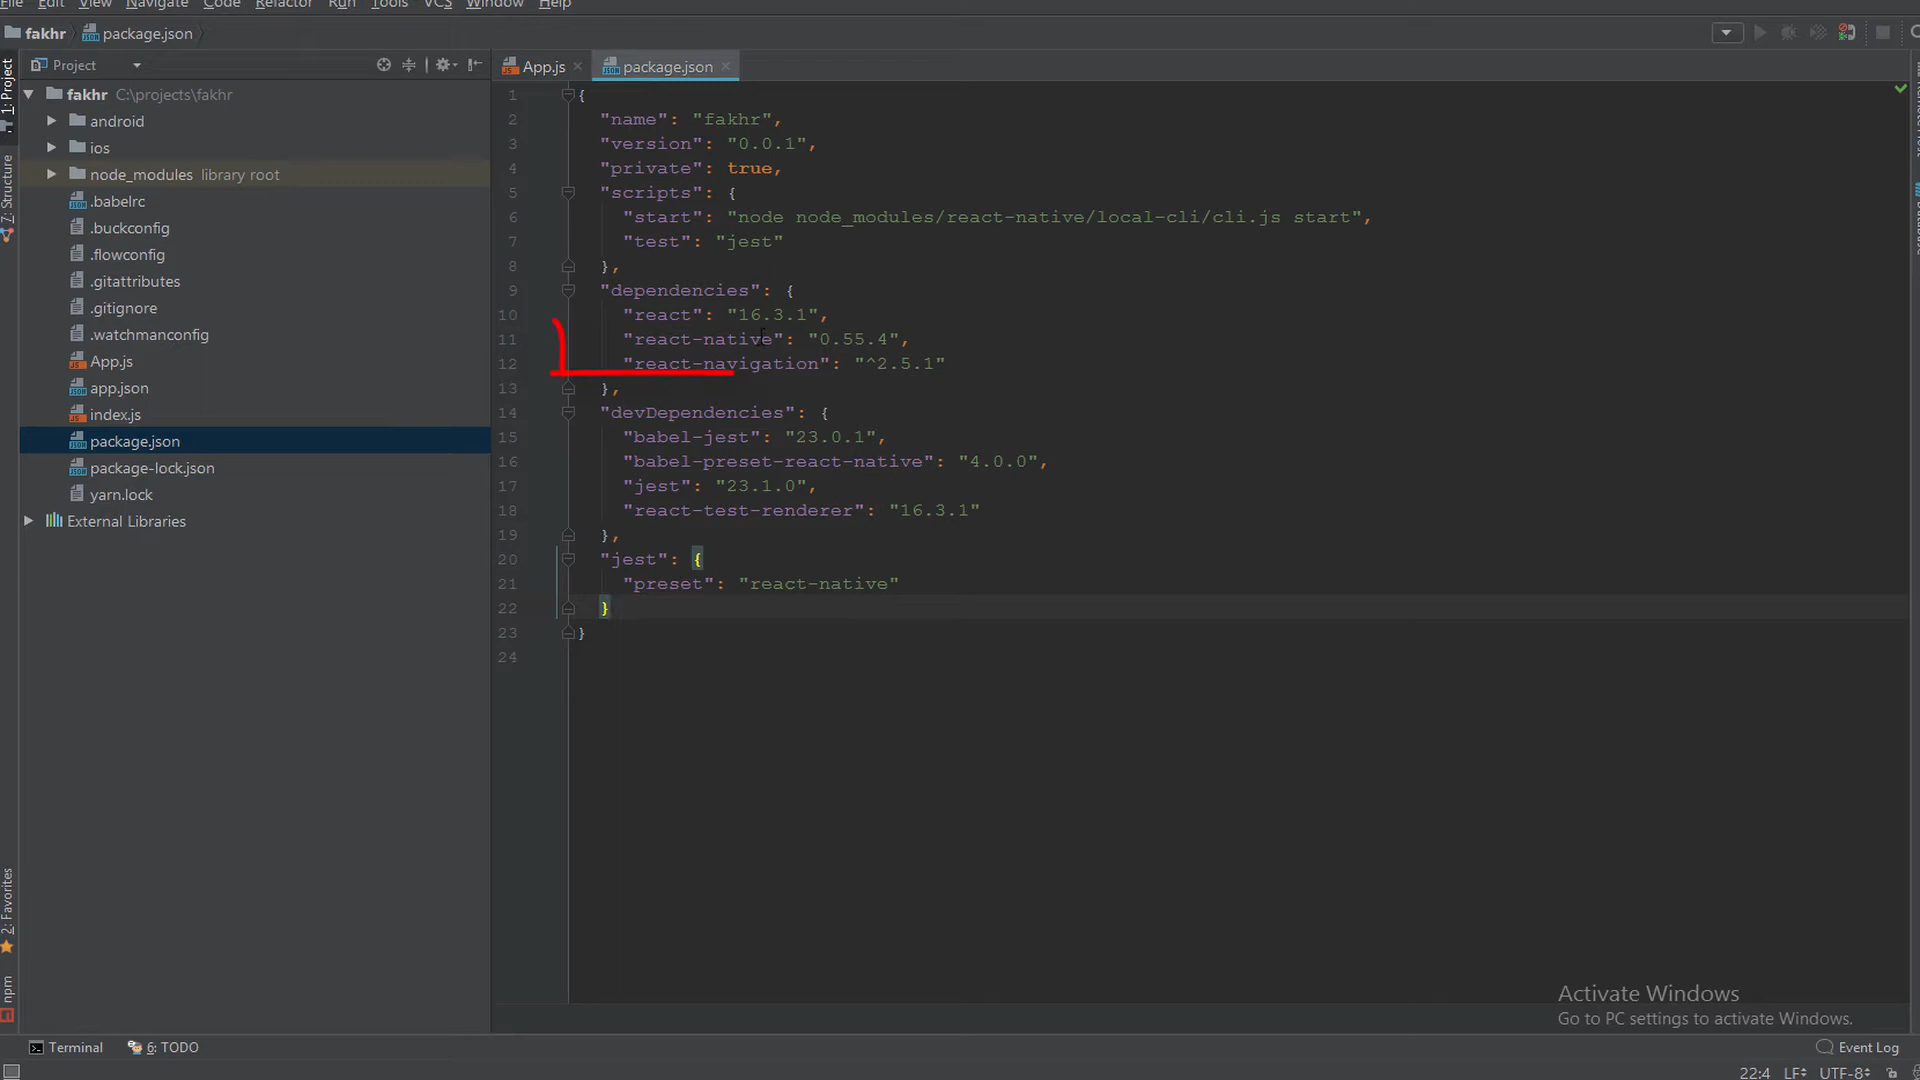 File Edit View Navigate Code Refactor Run Tools VCS Window Help
fakhr package.json
Project
App.js package.json
1: Project
7: Structure
2: Favorites
npm
fakhr C:\projects\fakhr
android
ios
node_modules library root
.babelrc
.buckconfig
.flowconfig
.gitattributes
.gitignore
.watchmanconfig
App.js
app.json
index.js
package.json
package-lock.json
yarn.lock
External Libraries
1 {
2 "name": "fakhr",
3 "version": "0.0.1",
4 "private": true,
5 "scripts": {
6 "start": "node node_modules/react-native/local-cli/cli.js start",
7 "test": "jest"
8 },
9 "dependencies": {
10 "react": "16.3.1",
11 "react-native": "0.55.4",
12 "react-navigation": "^2.5.1"
13 },
14 "devDependencies": {
15 "babel-jest": "23.0.1",
16 "babel-preset-react-native": "4.0.0",
17 "jest": "23.1.0",
18 "react-test-renderer": "16.3.1"
19 },
20 "jest": {
21 "preset": "react-native"
22 }
23 }
24
Activate Windows
Go to PC settings to activate Windows.
Terminal 6: TODO
Event Log
22:4 LF UTF-8